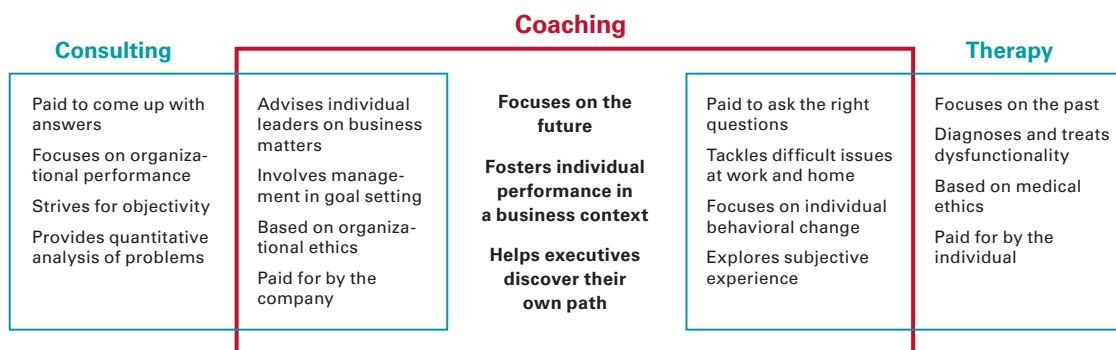 Coaching
Consulting
Therapy
Paid to come up with
answers
Focuses on organiza-
tional performance
Strives for objectivity
Provides quantitative
analysis of problems
Advises individual
leaders on business
matters
Involves manage-
ment in goal setting
Based on organiza-
tional ethics
Paid for by the
company
Focuses on the
future
Fosters individual
performance in
a business context
Helps executives
discover their
own path
Paid to ask the right
questions
Tackles difficult issues
at work and home
Focuses on individual
behavioral change
Explores subjective
experience
Focuses on the past
Diagnoses and treats
dysfunctionality
Based on medical
ethics
Paid for by the
individual